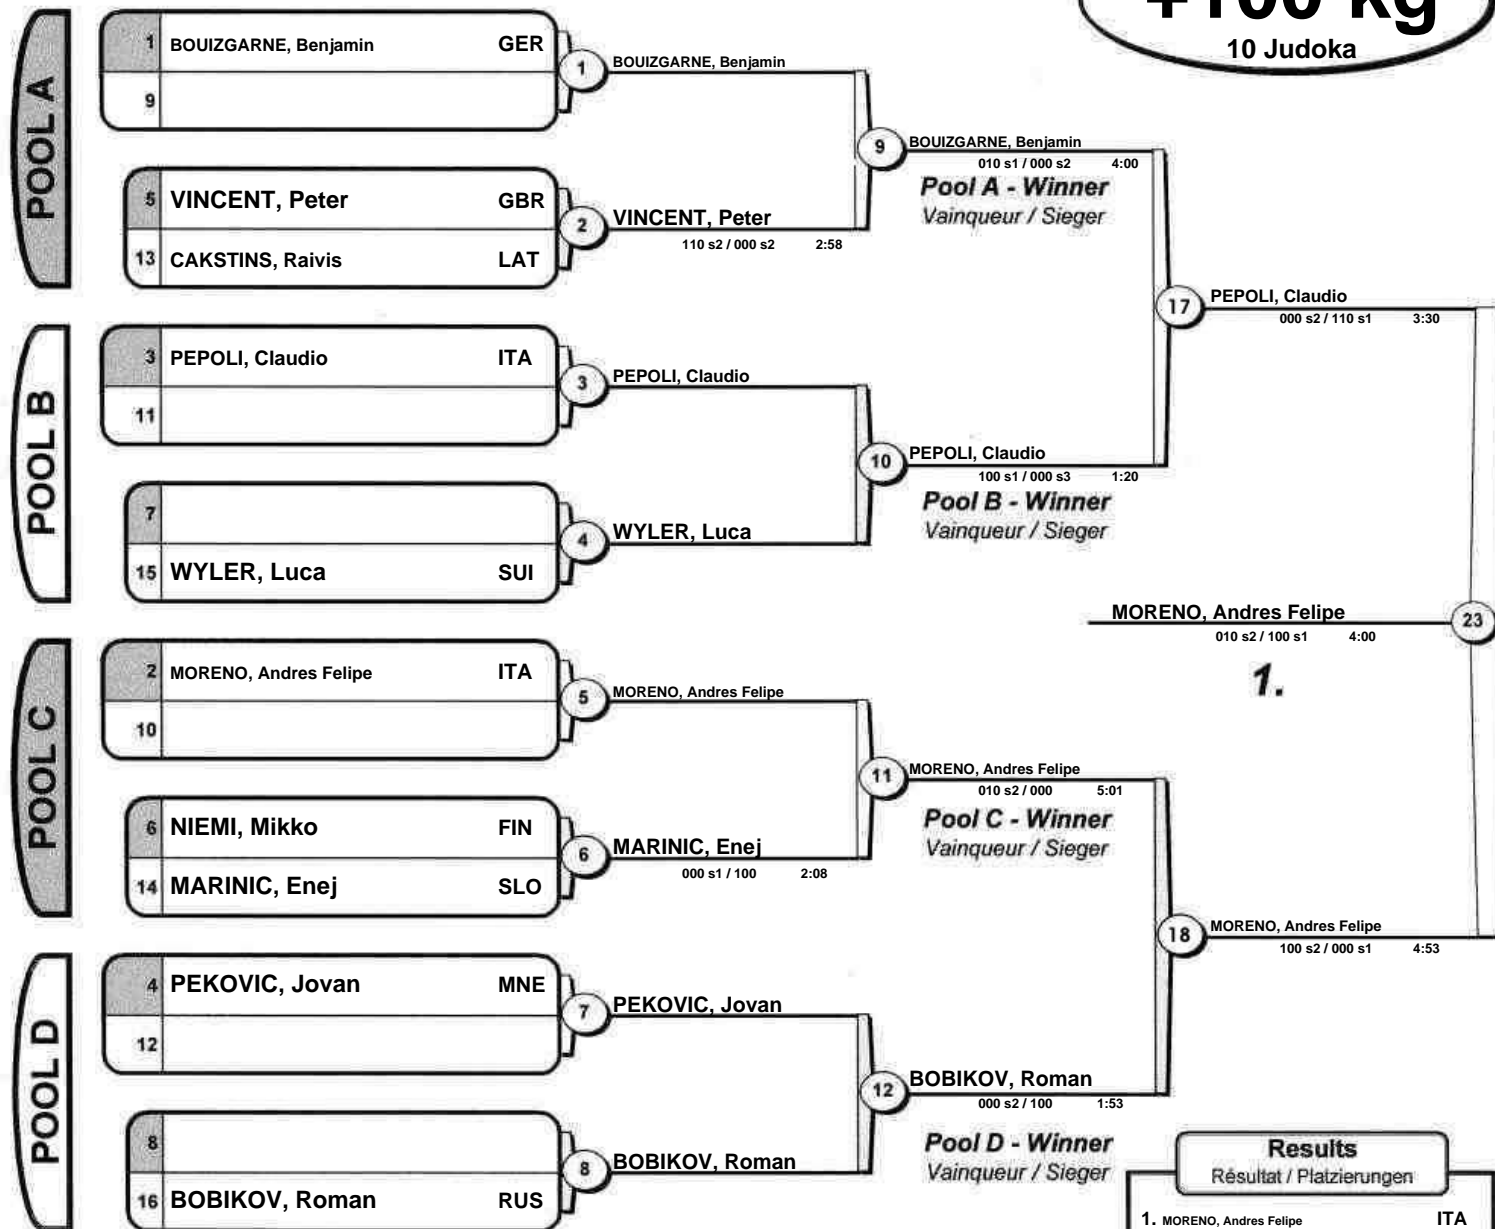 +100 kg
10 Judoka
POOL A
1 BOUIZGARNE, Benjamin GER
9
5 VINCENT, Peter GBR
13 CAKSTINS, Raivis LAT
1 BOUIZGARNE, Benjamin
2 VINCENT, Peter
110 s2 / 000 s2 2:58
9 BOUIZGARNE, Benjamin
010 s1 / 000 s2 4:00
Pool A - Winner
Vainqueur / Sieger
POOL B
3 PEPOLI, Claudio ITA
11
7
15 WYLER, Luca SUI
3 PEPOLI, Claudio
4 WYLER, Luca
10 PEPOLI, Claudio
100 s1 / 000 s3 1:20
Pool B - Winner
Vainqueur / Sieger
17 PEPOLI, Claudio
000 s2 / 110 s1 3:30
POOL C
2 MORENO, Andres Felipe ITA
10
6 NIEMI, Mikko FIN
14 MARINIC, Enej SLO
5 MORENO, Andres Felipe
6 MARINIC, Enej
000 s1 / 100 2:08
11 MORENO, Andres Felipe
010 s2 / 000 5:01
Pool C - Winner
Vainqueur / Sieger
POOL D
4 PEKOVIC, Jovan MNE
12
8
16 BOBIKOV, Roman RUS
7 PEKOVIC, Jovan
8 BOBIKOV, Roman
12 BOBIKOV, Roman
000 s2 / 100 1:53
Pool D - Winner
Vainqueur / Sieger
18 MORENO, Andres Felipe
100 s2 / 000 s1 4:53
MORENO, Andres Felipe 23
010 s2 / 100 s1 4:00
1.
Results
Résultat / Platzierungen
1. MORENO, Andres Felipe ITA